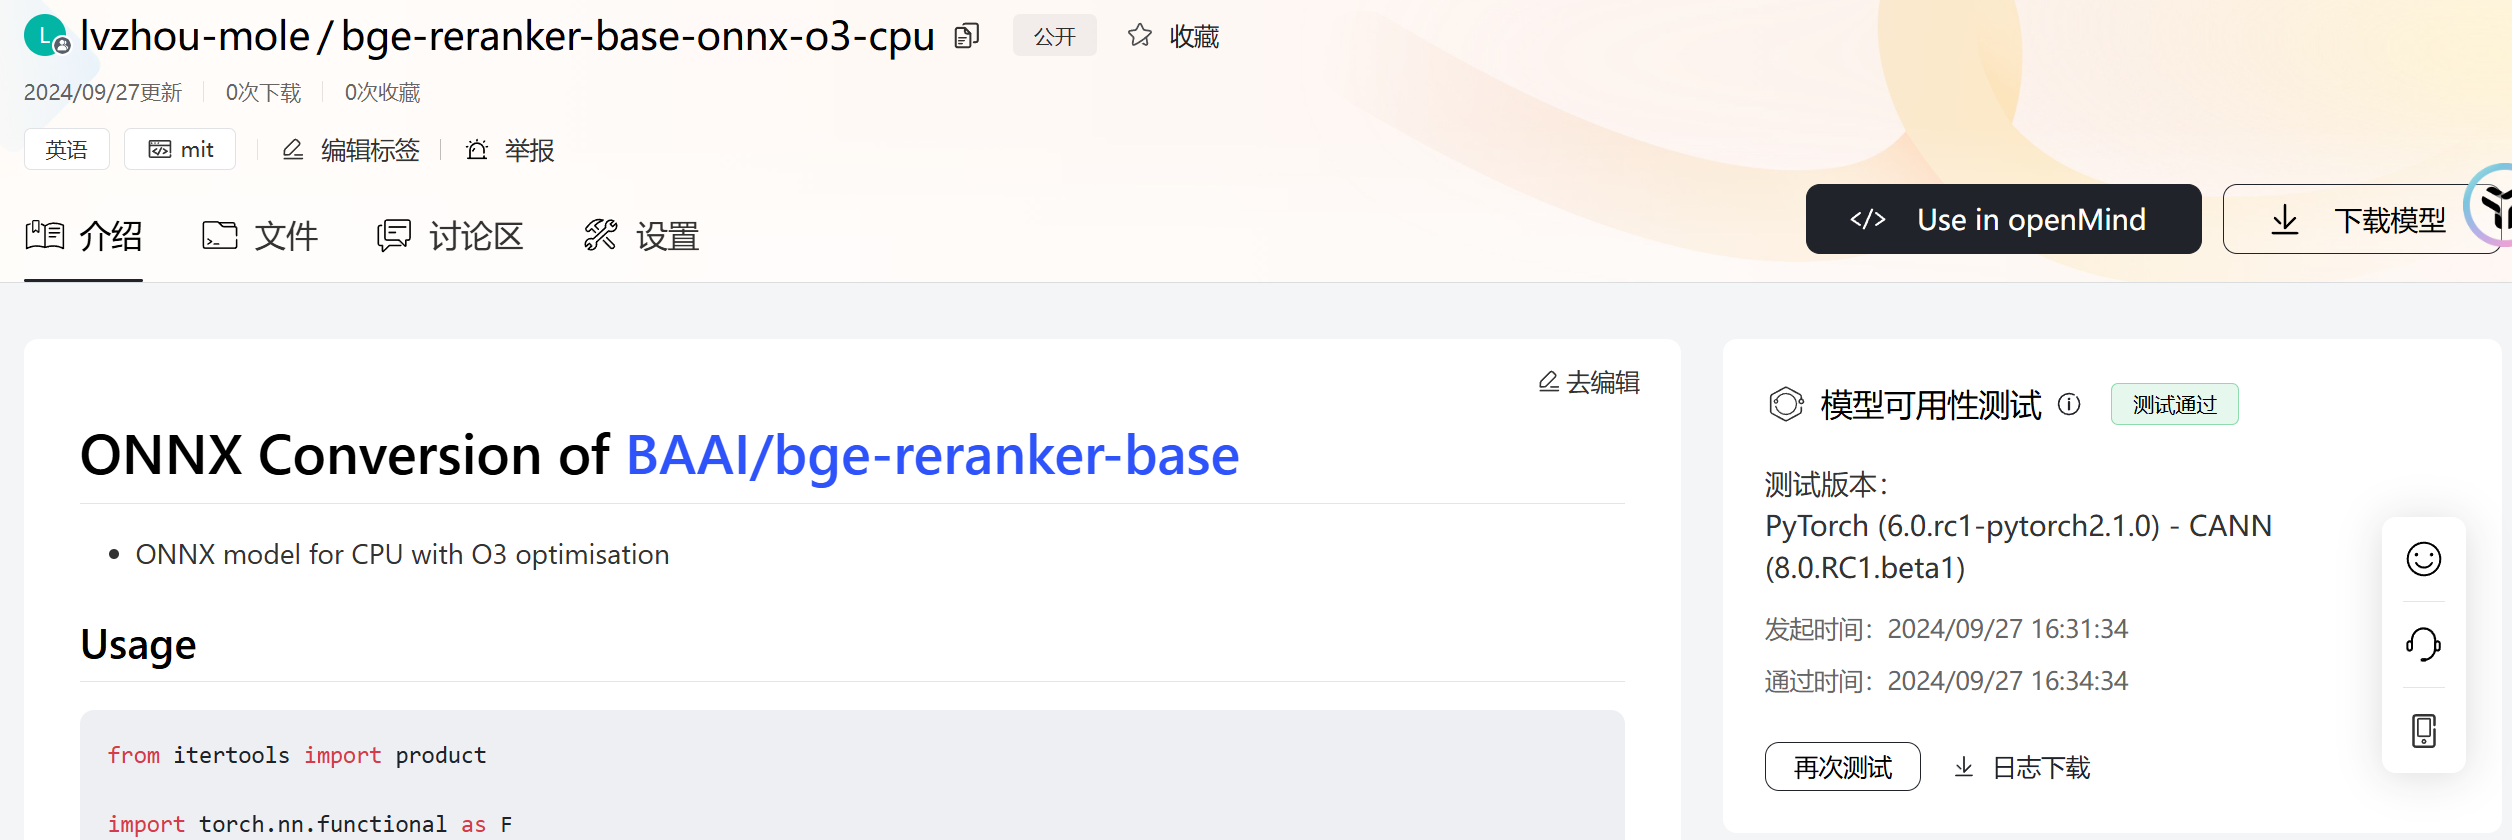 L lvzhou-mole / bge-reranker-base-onnx-o3-cpu 公开 收藏
2024/09/27更新 0次下载 0次收藏
英语 mit 编辑标签 举报
介绍 文件 讨论区 设置
Use in openMind 下载模型
去编辑
ONNX Conversion of BAAI/bge-reranker-base
ONNX model for CPU with O3 optimisation
Usage
from itertools import product
import torch.nn.functional as F
模型可用性测试 测试通过
测试版本：
PyTorch (6.0.rc1-pytorch2.1.0) - CANN
(8.0.RC1.beta1)
发起时间：2024/09/27 16:31:34
通过时间：2024/09/27 16:34:34
再次测试 日志下载